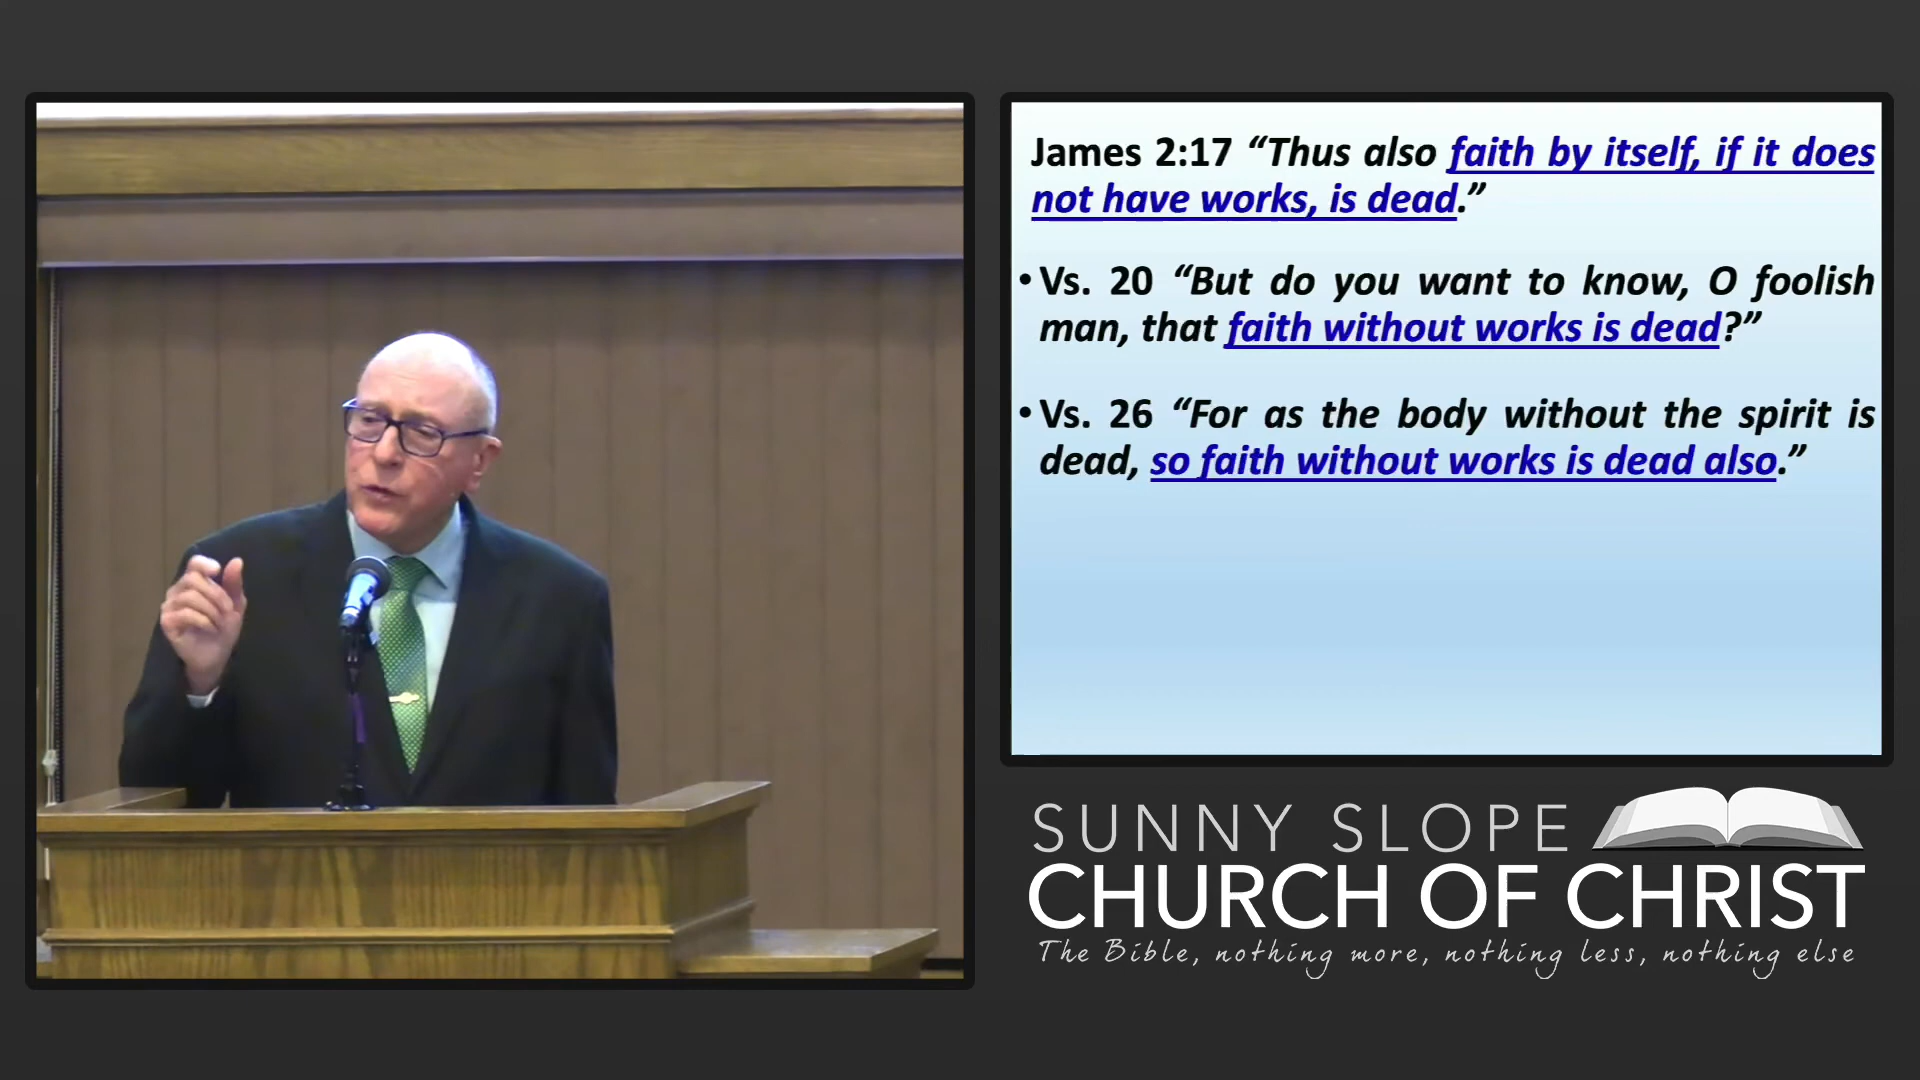 James 2:17 “Thus also faith by itself, if it does
not have works, is dead.”
• Vs. 20 “But do you want to know, O foolish
man, that faith without works is dead?”
• Vs. 26 “For as the body without the spirit is
dead, so faith without works is dead also.”
SUNNY SLOPE
CHURCH OF CHRIST
The Bible, nothing more, nothing less, nothing else